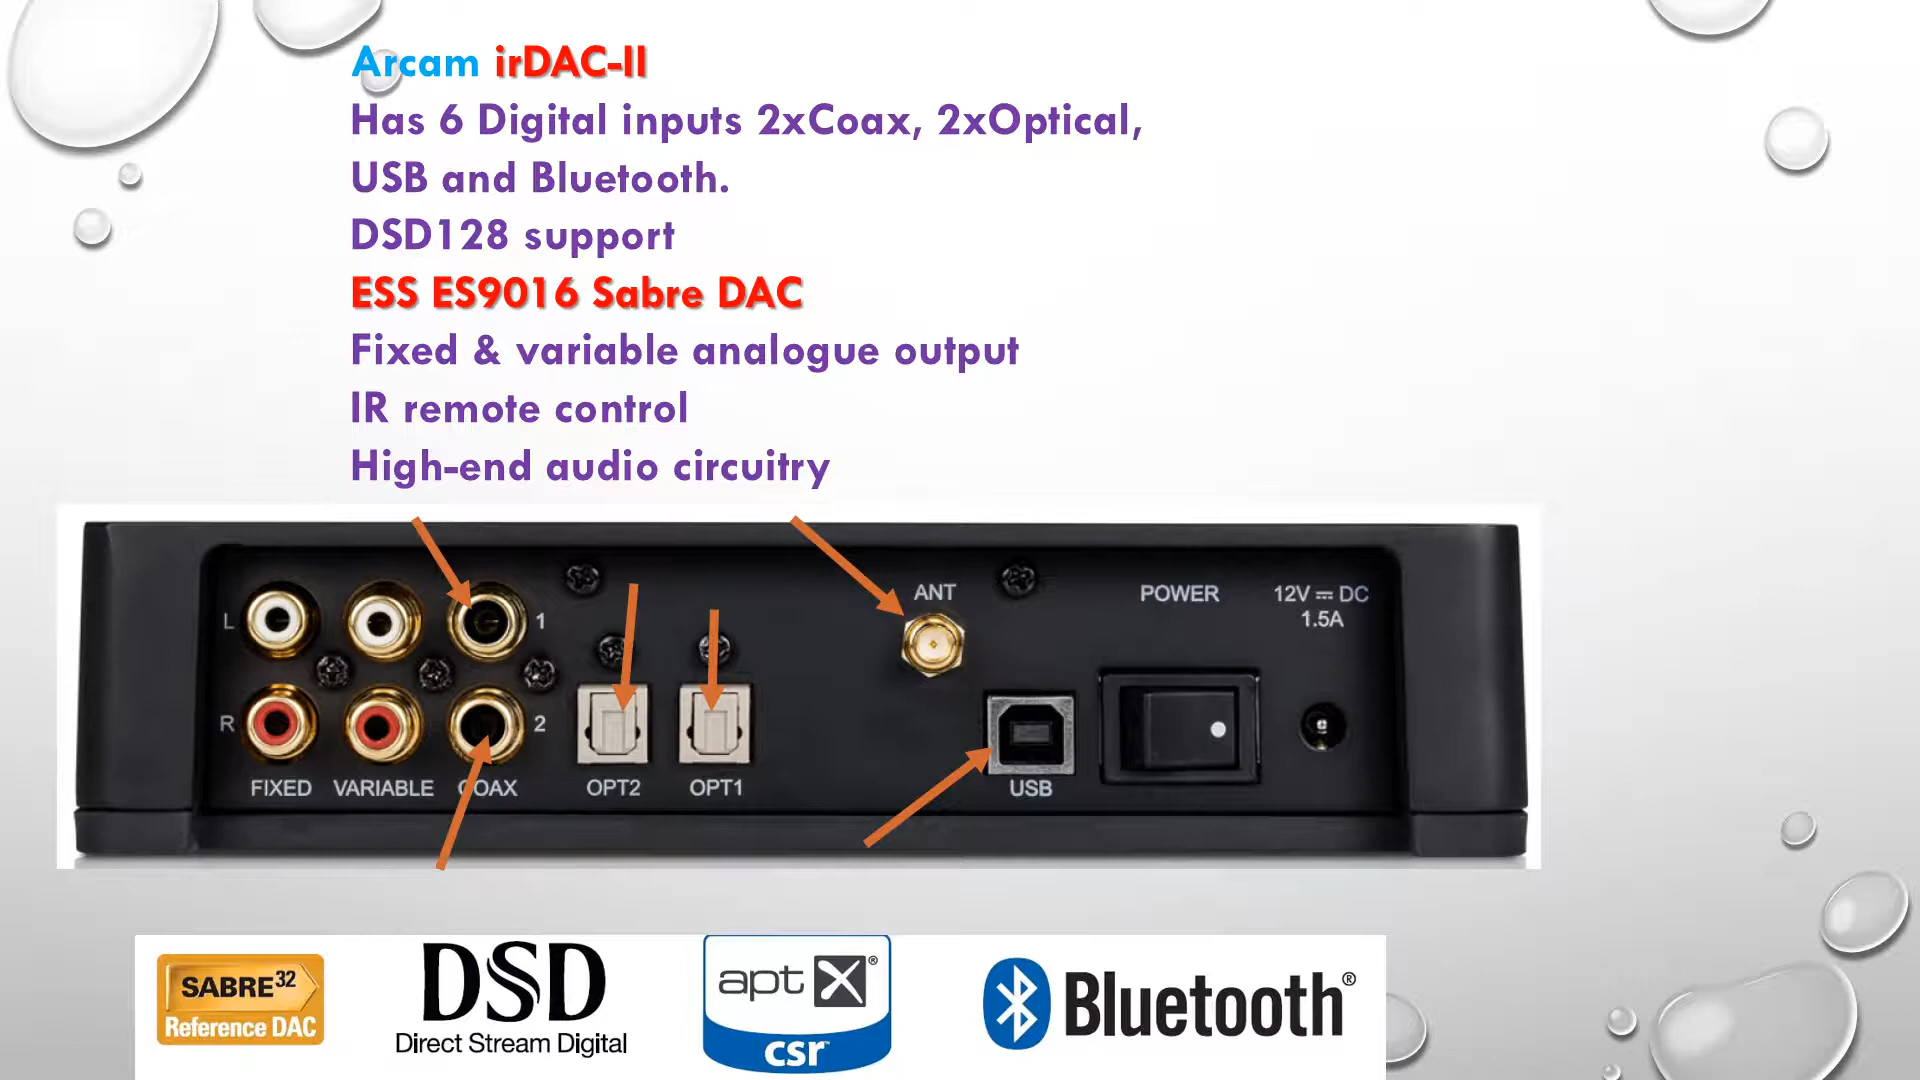 Arcam irDAC-II
Has 6 Digital inputs 2xCoax, 2xOptical,
USB and Bluetooth.
DSD128 support
ESS ES9016 Sabre DAC
Fixed & variable analogue output
IR remote control
High-end audio circuitry
ANT
POWER
12V ⎓ DC
1.5A
L
1
R
2
FIXED
VARIABLE
COAX
OPT2
OPT1
USB
SABRE32
Reference DAC
DSD
Direct Stream Digital
aptX®
csr™
Bluetooth®